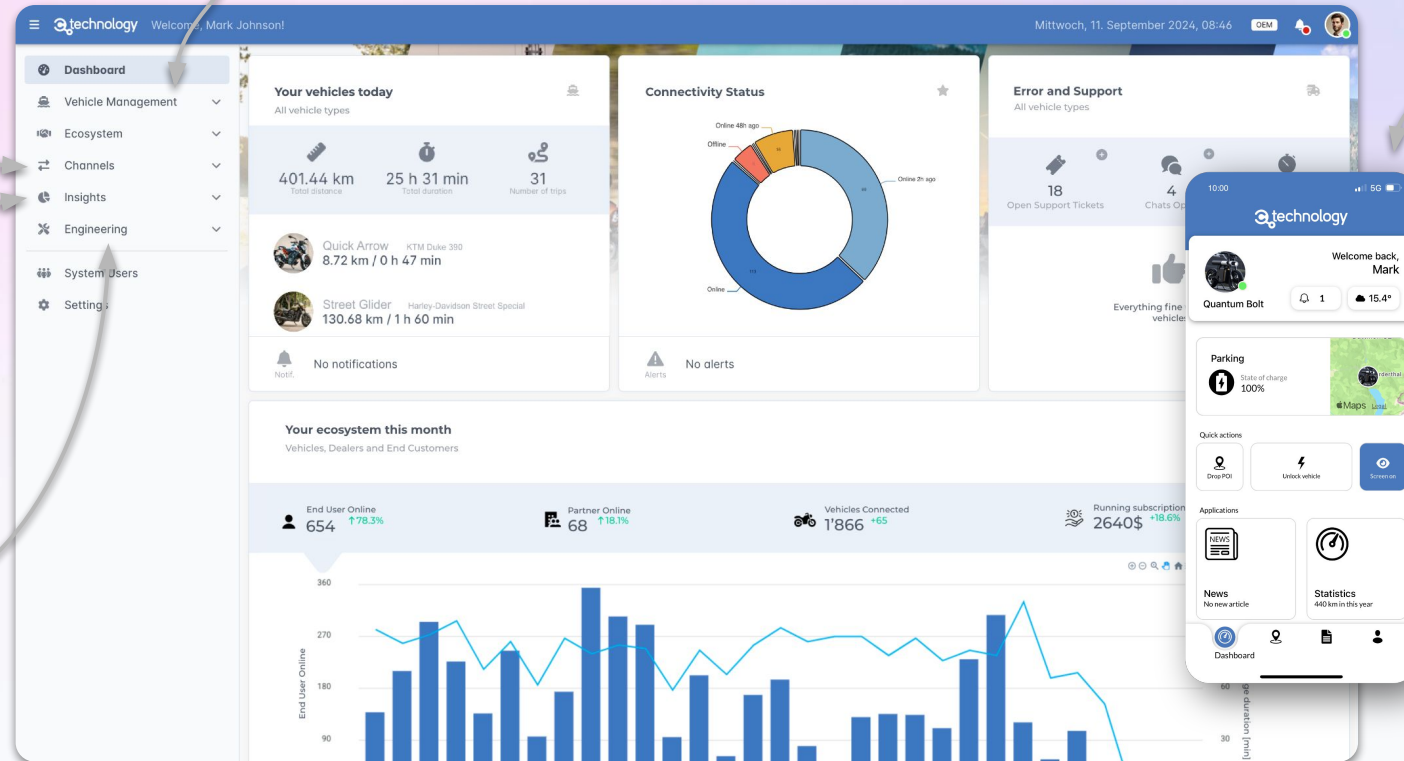 technology
Welcome, Mark Johnson!
Mittwoch, 11. September 2024, 08:46
OEM
Dashboard
Vehicle Management
Ecosystem
Channels
Insights
Engineering
System Users
Settings
Your vehicles today
All vehicle types
401.44 km
Total distance
25 h 31 min
Total duration
31
Number of trips
Quick Arrow KTM Duke 390
8.72 km / 0 h 47 min
Street Glider Harley-Davidson Street Special
130.68 km / 1 h 60 min
Notif.
No notifications
Connectivity Status
Online 48h ago
Offline
Online 2h ago
Online
Alerts
No alerts
Error and Support
All vehicle types
18
Open Support Tickets
4
Chats Op
Everything fine
vehicle
Your ecosystem this month
Vehicles, Dealers and End Customers
End User Online
654 ↑78.3%
Partner Online
68 ↑18.1%
Vehicles Connected
1'866 +65
Running subscription
2640$ +18.6%
360
270
180
90
End User Online
60
30
ge duration [min]
10:00
5G
technology
Welcome back,
Mark
Quantum Bolt
1
15.4°
Parking
State of charge
100%
Maps
Legal
Quick actions
Drop POI
Unlock vehicle
Screen on
Applications
NEWS
News
No new article
Statistics
440 km in this year
Dashboard